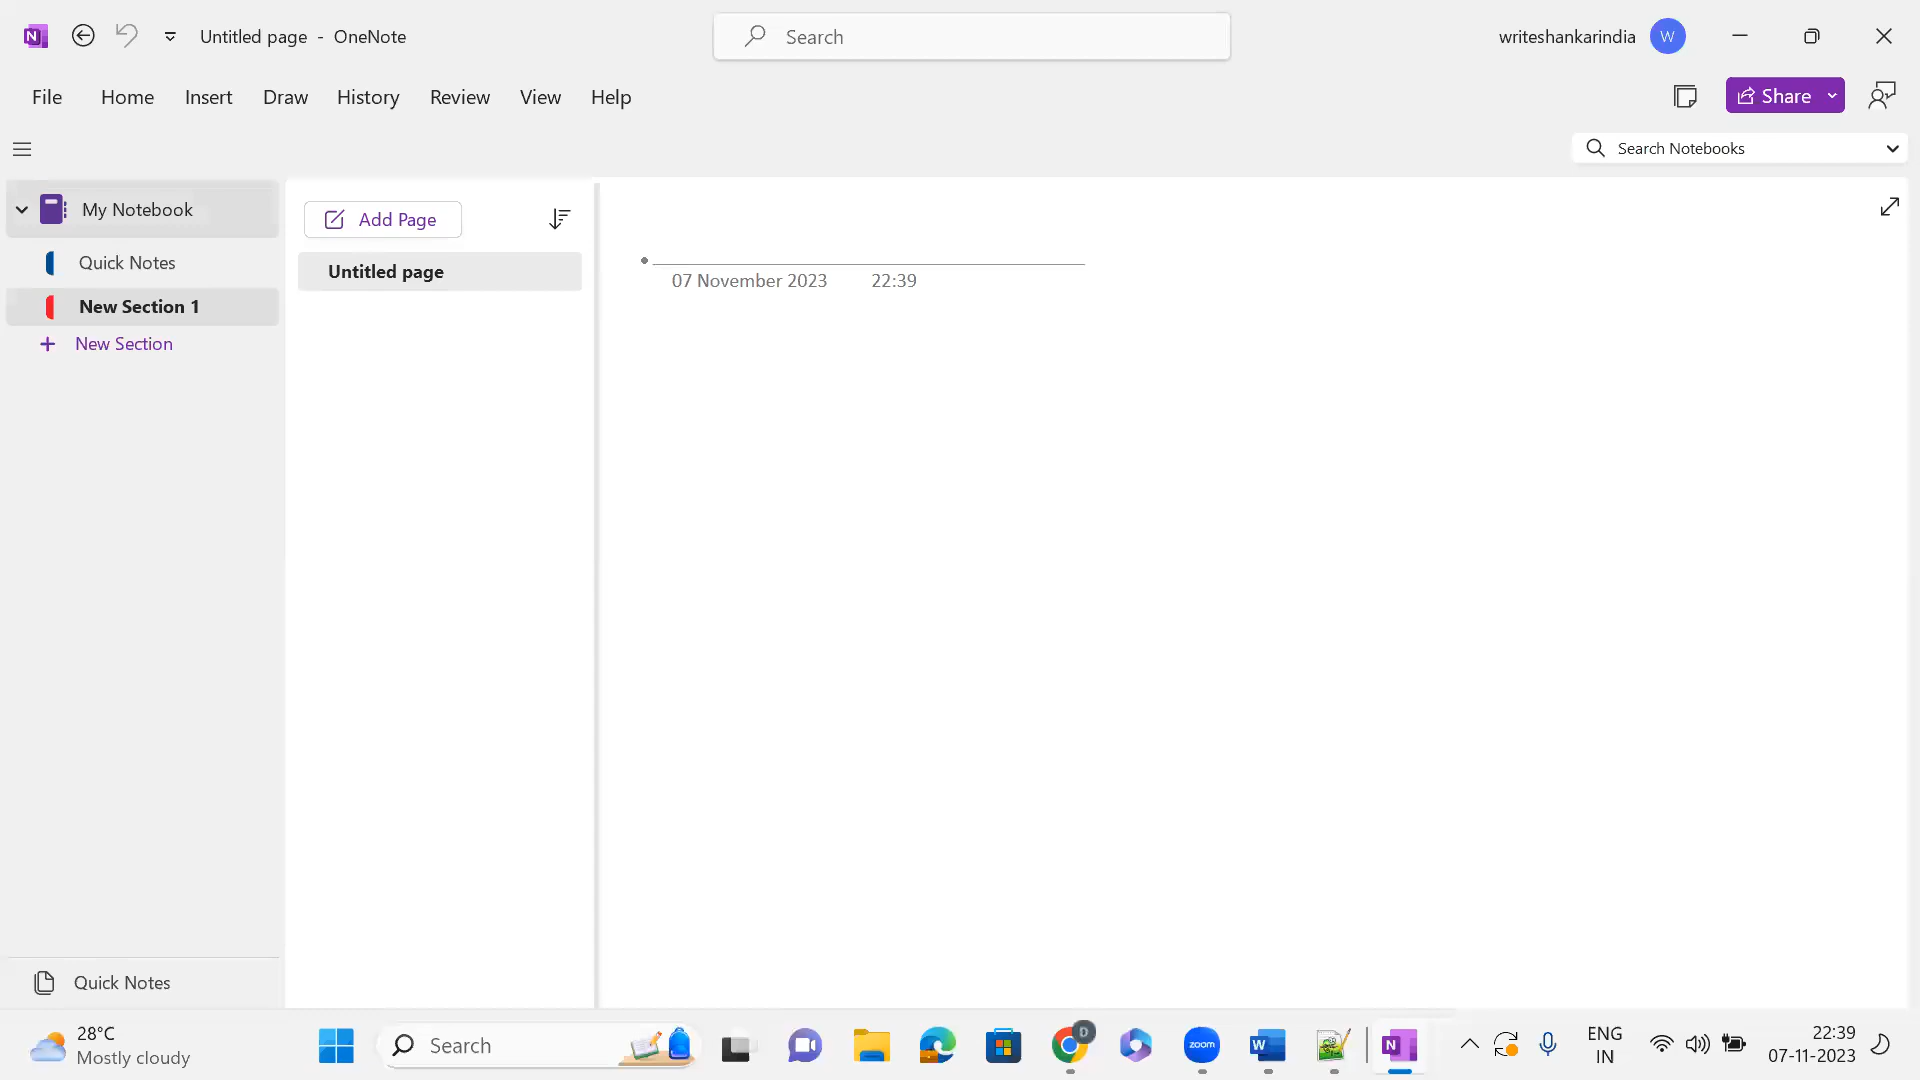 Untitled page - OneNote
Search
writeshankarindia
W
File
Home
Insert
Draw
History
Review
View
Help
Share
Search Notebooks
My Notebook
Add Page
Quick Notes
Untitled page
07 November 2023 22:39
New Section 1
+ New Section
Quick Notes
28°C
Mostly cloudy
Search
D
zoom
W
N
ENG
IN
22:39
07-11-2023